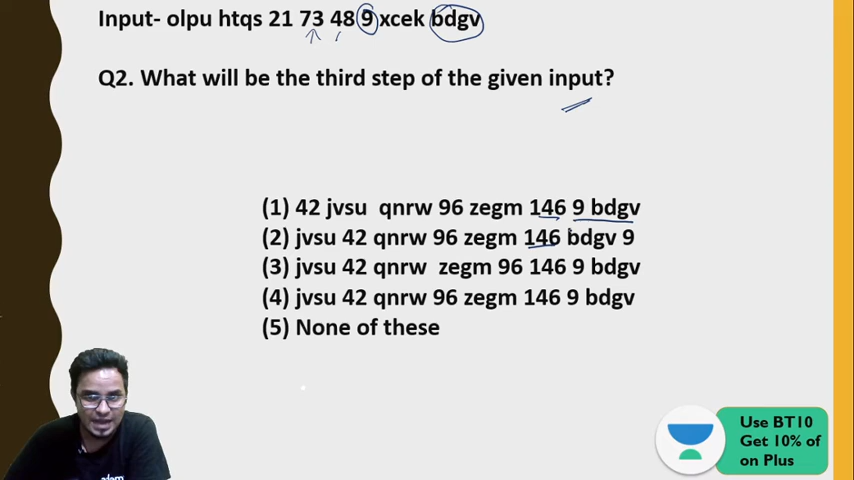 Input- olpu htqs 21 73 48 9 xcek bdgv
Q2. What will be the third step of the given input?
(1) 42 jvsu qnrw 96 zegm 146 9 bdgv
(2) jvsu 42 qnrw 96 zegm 146 bdgv 9
(3) jvsu 42 qnrw zegm 96 146 9 bdgv
(4) jvsu 42 qnrw 96 zegm 146 9 bdgv
(5) None of these
Use BT10
Get 10% of
on Plus